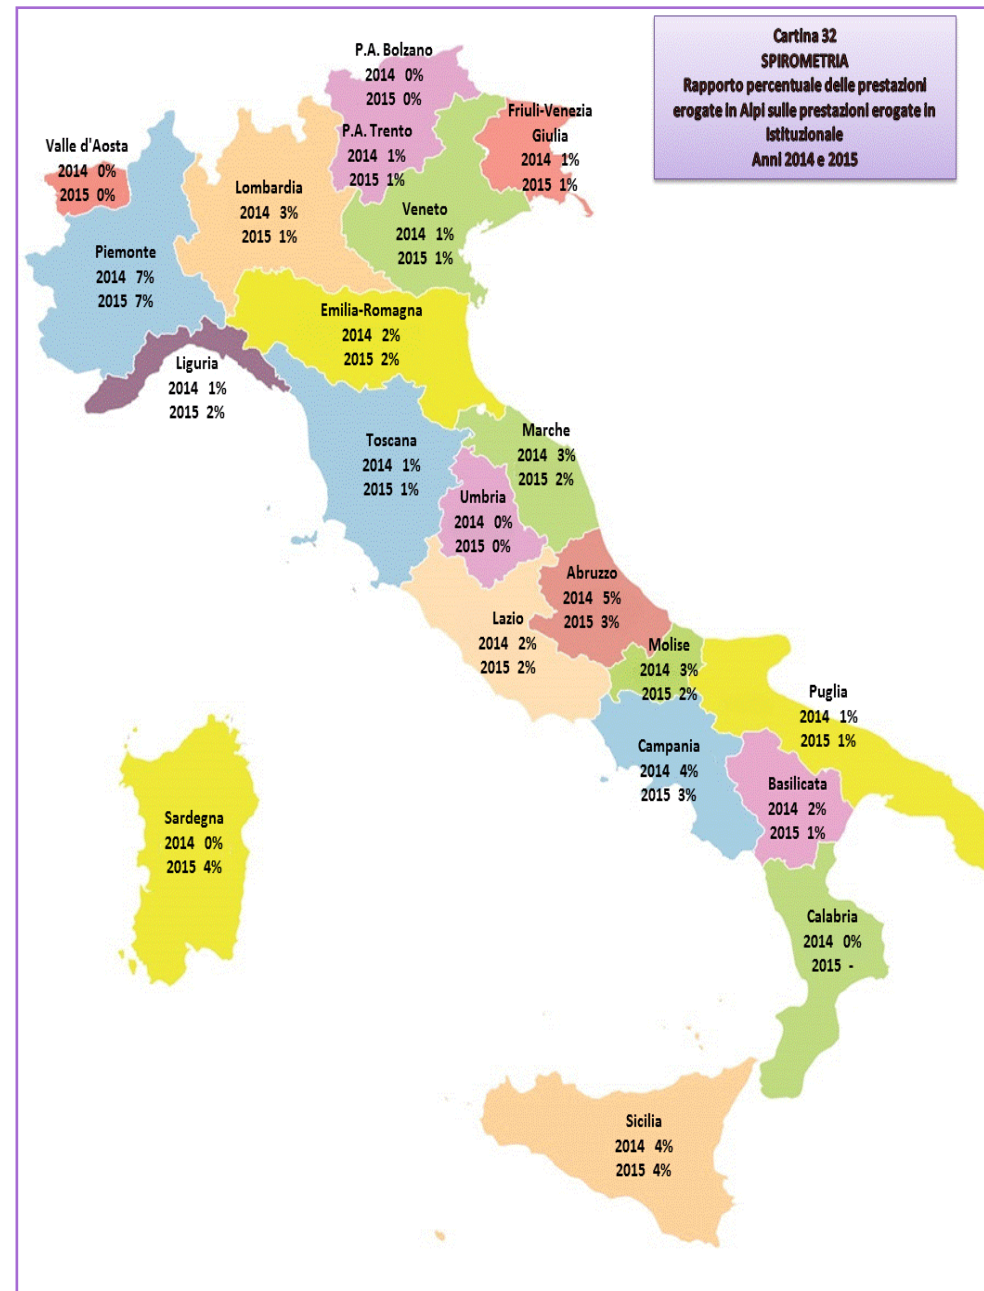 Cartina 32
SPIROMETRIA
Rapporto percentuale delle prestazioni
erogate in Alpi sulle prestazioni erogate in
Istituzionale
Anni 2014 e 2015
P.A. Bolzano
2014 0%
2015 0%
P.A. Trento
2014 1%
2015 1%
Friuli-Venezia
Giulia
2014 1%
2015 1%
Valle d'Aosta
2014 0%
2015 0%
Lombardia
2014 3%
2015 1%
Veneto
2014 1%
2015 1%
Piemonte
2014 7%
2015 7%
Emilia-Romagna
2014 2%
2015 2%
Liguria
2014 1%
2015 2%
Toscana
2014 1%
2015 1%
Marche
2014 3%
2015 2%
Umbria
2014 0%
2015 0%
Abruzzo
2014 5%
2015 3%
Lazio
2014 2%
2015 2%
Molise
2014 3%
2015 2%
Puglia
2014 1%
2015 1%
Campania
2014 4%
2015 3%
Basilicata
2014 2%
2015 1%
Sardegna
2014 0%
2015 4%
Calabria
2014 0%
2015 -
Sicilia
2014 4%
2015 4%